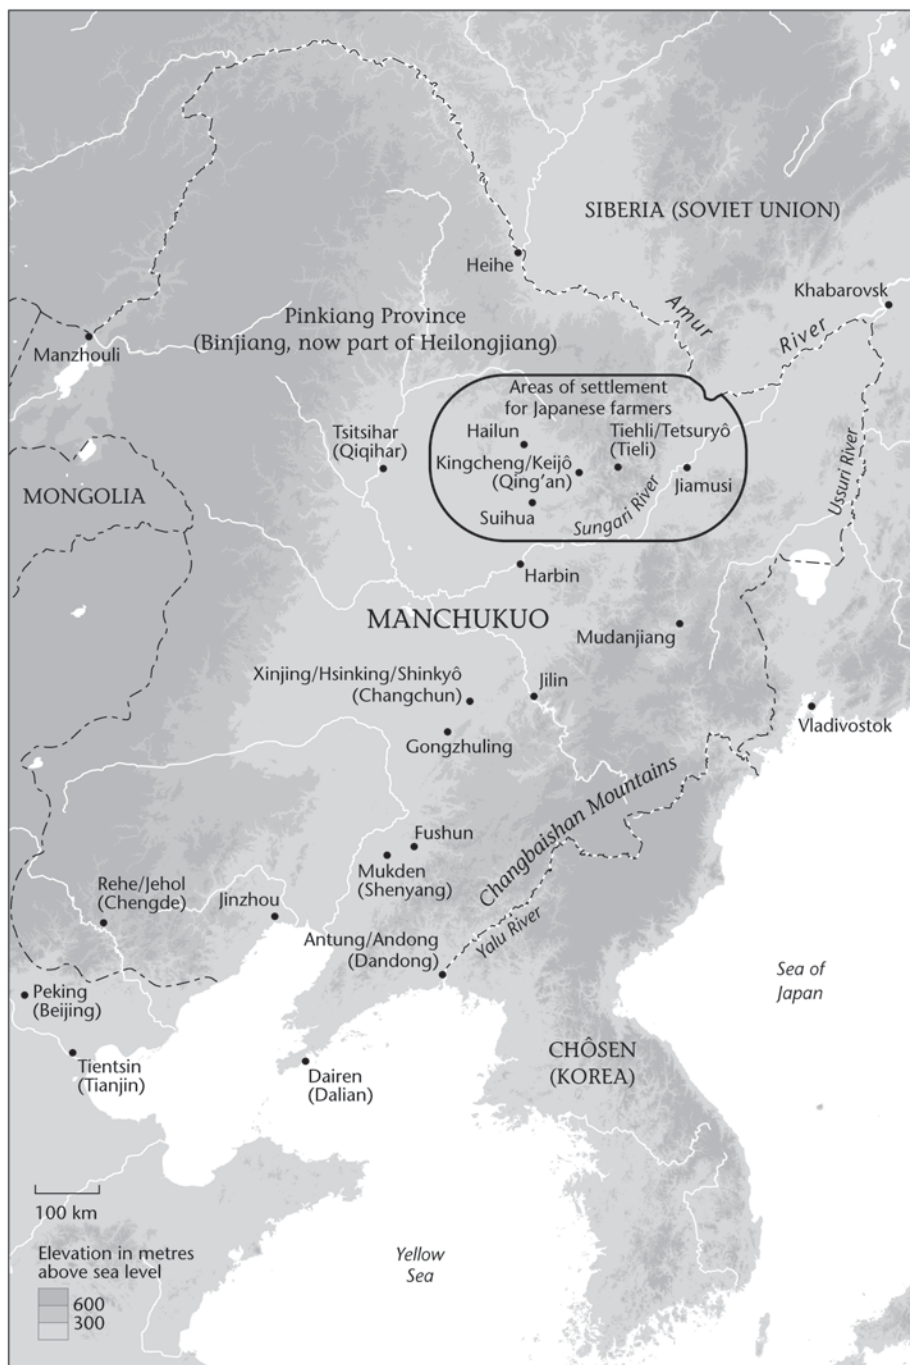 SIBERIA (SOVIET UNION)
Heihe
Amur
River
Khabarovsk
Pinkiang Province
(Binjiang, now part of Heilongjiang)
Manzhouli
Areas of settlement
for Japanese farmers
Hailun
Tiehli/Tetsuryô
(Tieli)
Kingcheng/Keijô
(Qing'an)
Jiamusi
Suihua
Sungari River
Ussuri River
Tsitsihar
(Qiqihar)
MONGOLIA
Harbin
MANCHUKUO
Mudanjiang
Xinjing/Hsinking/Shinkyô
(Changchun)
Jilin
Vladivostok
Gongzhuling
Changbaishan Mountains
Fushun
Mukden
(Shenyang)
Rehe/Jehol
(Chengde)
Jinzhou
Yalu River
Antung/Andong
(Dandong)
Sea of
Japan
Peking
(Beijing)
Tientsin
(Tianjin)
Dairen
(Dalian)
CHÔSEN
(KOREA)
100 km
Elevation in metres
above sea level
600
300
Yellow
Sea